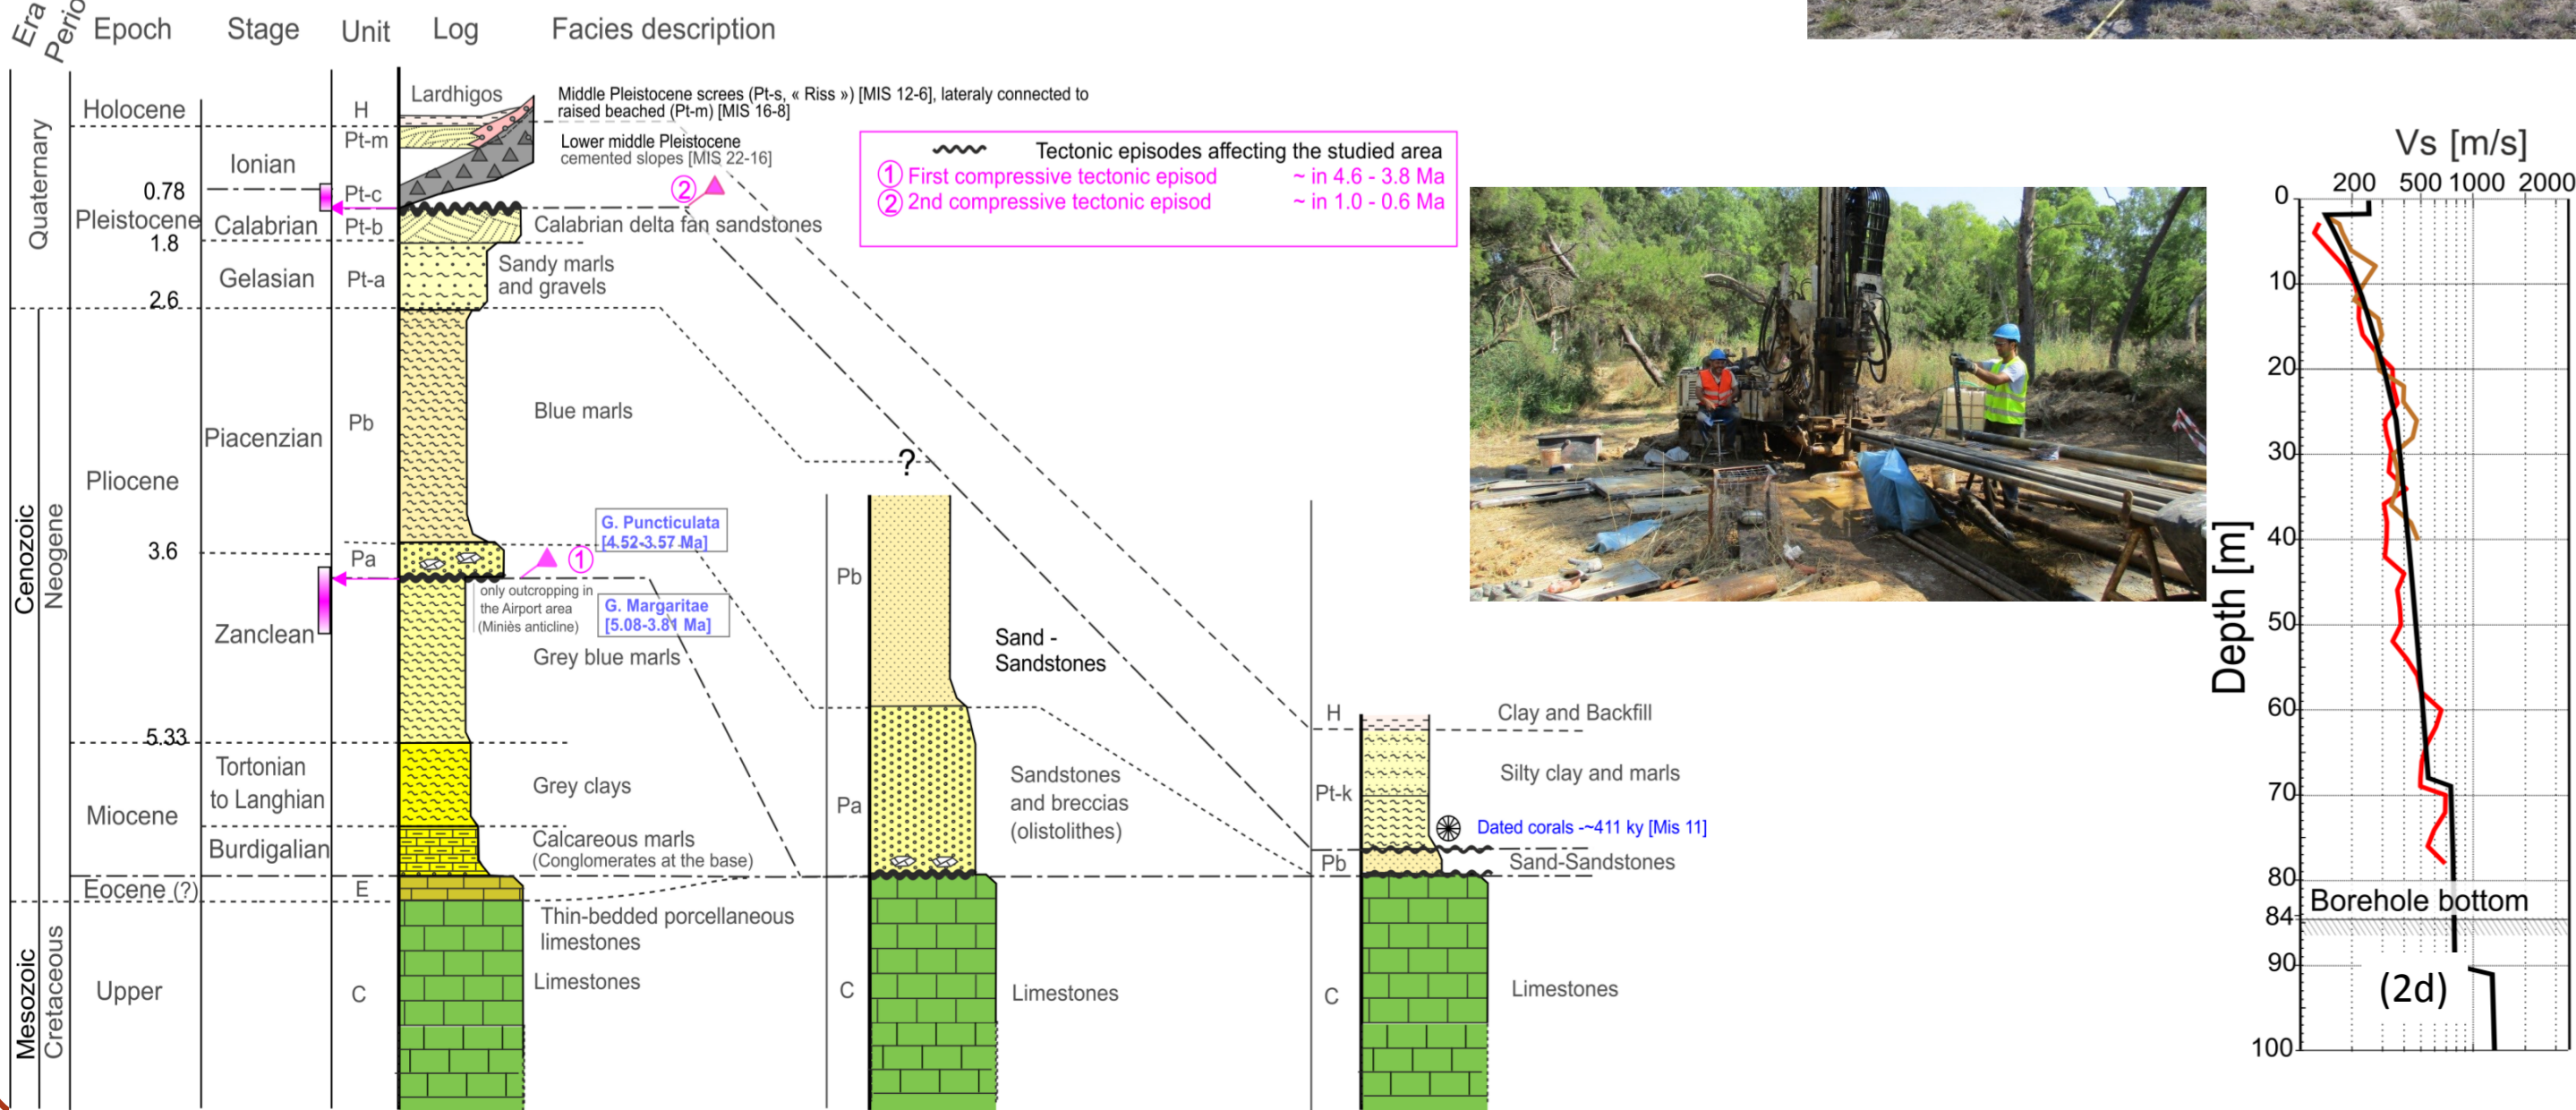 Era
Epoch
Stage
Unit
Log
Facies description
Quaternary
Cenozoic
Neogene
Mesozoic
Cretaceous
Holocene
0.78
Pleistocene
1.8
2.6
Pliocene
3.6
5.33
Miocene
Eocene (?)
Upper
Ionian
Calabrian
Gelasian
Piacenzian
Zanclean
Tortonian
to Langhian
Burdigalian
H
Pt-m
Pt-c
Pt-b
Pt-a
Pb
Pa
E
C
Lardhigos
Middle Pleistocene screes (Pt-s, « Riss ») [MIS 12-6], lateraly connected to
raised beached (Pt-m) [MIS 16-8]
Lower middle Pleistocene
cemented slopes [MIS 22-16]
2
Calabrian delta fan sandstones
Sandy marls
and gravels
Blue marls
G. Puncticulata
[4.52-3.57 Ma]
1
only outcropping in
the Airport area
(Miniès anticline)
G. Margaritae
[5.08-3.81 Ma]
Grey blue marls
Grey clays
Calcareous marls
(Conglomerates at the base)
Thin-bedded porcellaneous
limestones
Limestones
Tectonic episodes affecting the studied area
1 First compressive tectonic episod ~ in 4.6 - 3.8 Ma
2 2nd compressive tectonic episod ~ in 1.0 - 0.6 Ma
?
Pb
Pa
C
Sand -
Sandstones
Sandstones
and breccias
(olistolithes)
Limestones
H
Pt-k
Pb
C
Clay and Backfill
Silty clay and marls
Dated corals -~411 ky [Mis 11]
Sand-Sandstones
Limestones
Vs [m/s]
200 500 1000 2000
Depth [m]
0
10
20
30
40
50
60
70
80
Borehole bottom
84
90
(2d)
100